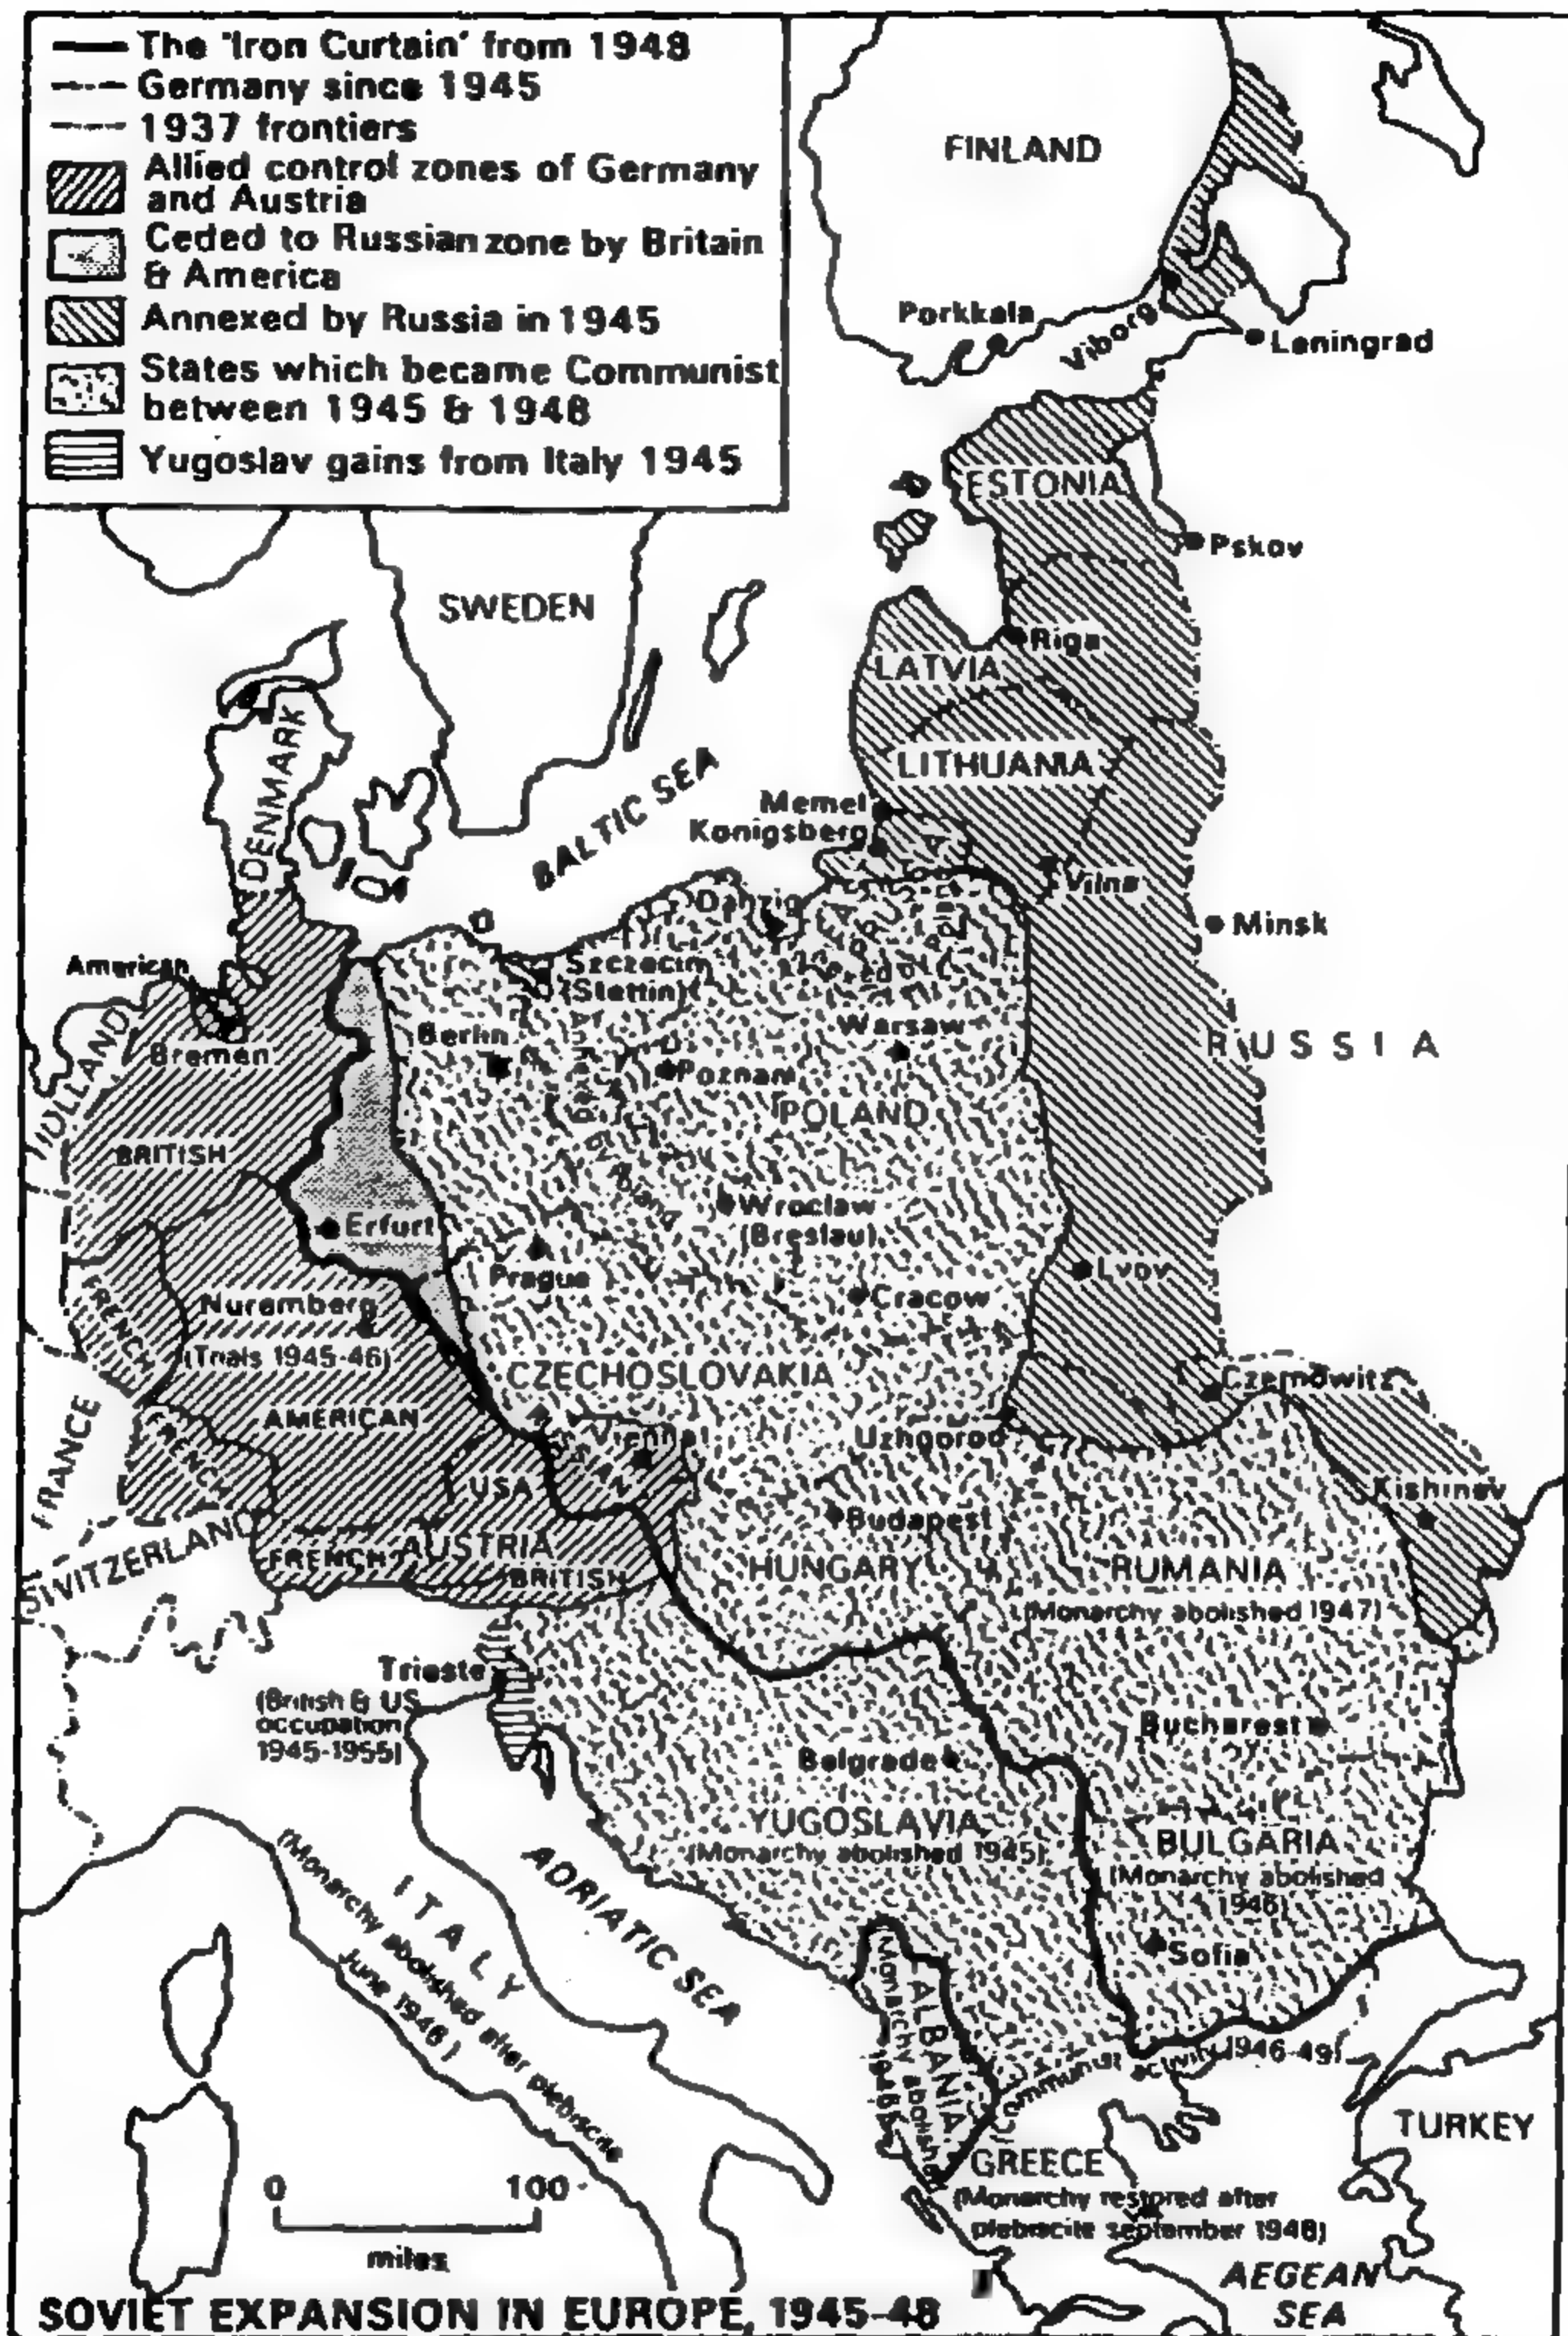 The 'Iron Curtain' from 1948
Germany since 1945
1937 frontiers
Allied control zones of Germany
and Austria
Ceded to Russian zone by Britain
& America
Annexed by Russia in 1945
States which became Communist
between 1945 & 1948
Yugoslav gains from Italy 1945
FINLAND
Porkkala
Viborg
Leningrad
ESTONIA
Pskov
SWEDEN
Riga
LATVIA
DENMARK
LITHUANIA
BALTIC SEA
Memel
Konigsberg
Vilna
Danzig
Minsk
American
Szczecin
(Stettin)
Berlin
Warsaw
RUSSIA
Bremen
HOLLAND
Poznam
POLAND
BRITISH
by Poland
Wroclaw
(Breslau)
Erfurt
Lvov
Prague
Cracow
FRENCH
Nuremberg
(Trials 1945-46)
CZECHOSLOVAKIA
Czernowitz
AMERICAN
FRANCE
FRENCH
Vienna
Uzhgorod
USA
Kishinev
SWITZERLAND
Budapest
FRENCH
AUSTRIA
BRITISH
HUNGARY
RUMANIA
(Monarchy abolished 1947)
Trieste
(British & US
occupation
1945-1955)
Bucharest
Belgrade
YUGOSLAVIA
(Monarchy abolished 1945)
BULGARIA
(Monarchy abolished
1946)
ITALY
(Monarchy abolished after plebiscite
June 1946)
ADRIATIC SEA
Sofia
ALBANIA
(Monarchy abolished
1946)
(Communist activity 1946-49)
TURKEY
GREECE
(Monarchy restored after
plebiscite september 1946)
0 100
miles
AEGEAN
SEA
SOVIET EXPANSION IN EUROPE, 1945-48